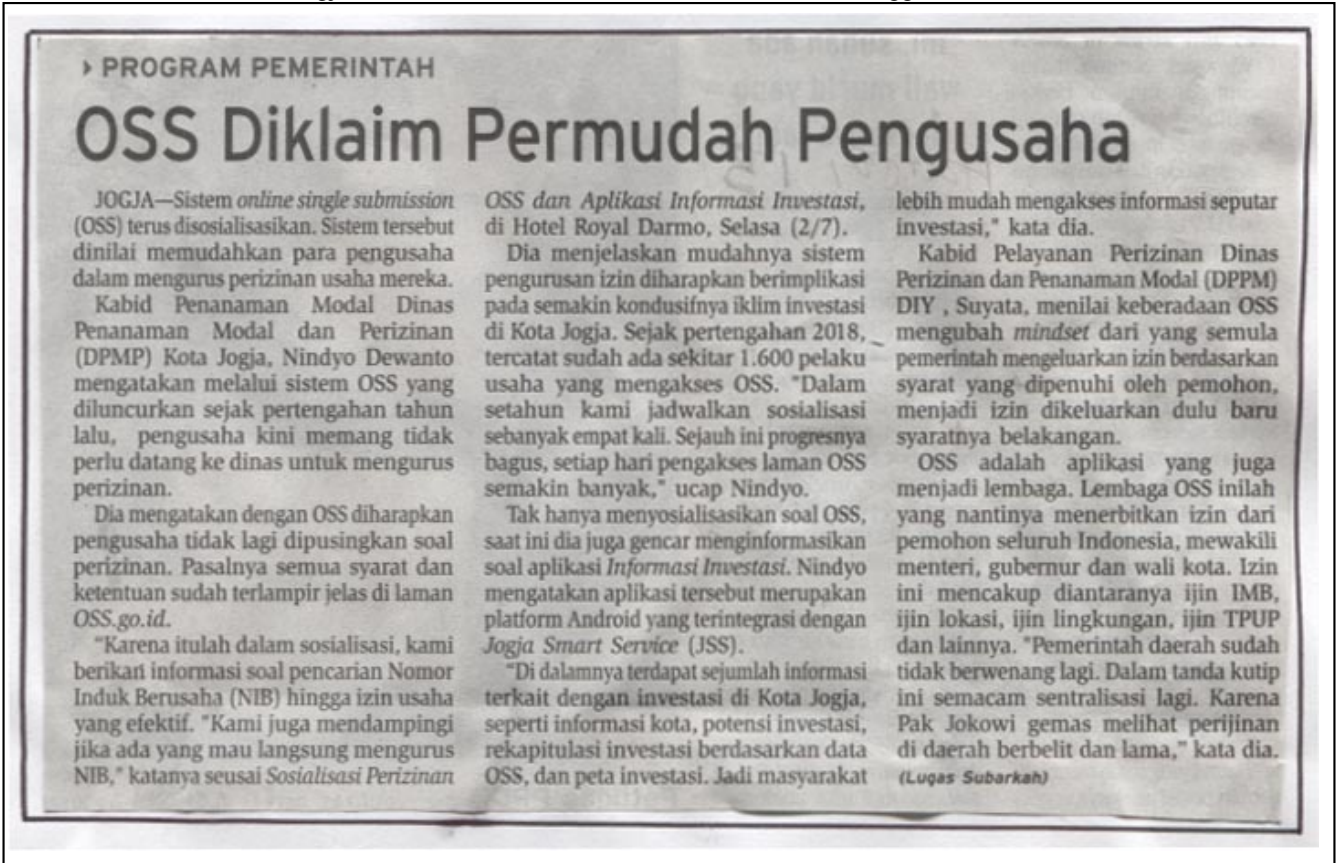 PROGRAM PEMERINTAH
OSS Diklaim Permudah Pengusaha
JOGJA—Sistem online single submission
(OSS) terus disosialisasikan. Sistem tersebut
dinilai memudahkan para pengusaha
dalam mengurus perizinan usaha mereka.
Kabid Penanaman Modal Dinas
Penanaman Modal dan Perizinan
(DPMP) Kota Jogja, Nindyo Dewanto
mengatakan melalui sistem OSS yang
diluncurkan sejak pertengahan tahun
lalu, pengusaha kini memang tidak
perlu datang ke dinas untuk mengurus
perizinan.
Dia mengatakan dengan OSS diharapkan
pengusaha tidak lagi dipusingkan soal
perizinan. Pasalnya semua syarat dan
ketentuan sudah terlampir jelas di laman
OSS.go.id.
"Karena itulah dalam sosialisasi, kami
berikan informasi soal pencarian Nomor
Induk Berusaha (NIB) hingga izin usaha
yang efektif. "Kami juga mendampingi
jika ada yang mau langsung mengurus
NIB," katanya seusai Sosialisasi Perizinan
OSS dan Aplikasi Informasi Investasi,
di Hotel Royal Darmo, Selasa (2/7).
Dia menjelaskan mudahnya sistem
pengurusan izin diharapkan berimplikasi
pada semakin kondusifnya iklim investasi
di Kota Jogja. Sejak pertengahan 2018,
tercatat sudah ada sekitar 1.600 pelaku
usaha yang mengakses OSS. "Dalam
setahun kami jadwalkan sosialisasi
sebanyak empat kali. Sejauh ini progresnya
bagus, setiap hari pengakses laman OSS
semakin banyak," ucap Nindyo.
Tak hanya menyosialisasikan soal OSS,
saat ini dia juga gencar menginformasikan
soal aplikasi Informasi Investasi. Nindyo
mengatakan aplikasi tersebut merupakan
platform Android yang terintegrasi dengan
Jogja Smart Service (JSS).
"Di dalamnya terdapat sejumlah informasi
terkait dengan investasi di Kota Jogja,
seperti informasi kota, potensi investasi,
rekapitulasi investasi berdasarkan data
OSS, dan peta investasi. Jadi masyarakat
lebih mudah mengakses informasi seputar
investasi," kata dia.
Kabid Pelayanan Perizinan Dinas
Perizinan dan Penanaman Modal (DPPM)
DIY , Suyata, menilai keberadaan OSS
mengubah mindset dari yang semula
pemerintah mengeluarkan izin berdasarkan
syarat yang dipenuhi oleh pemohon,
menjadi izin dikeluarkan dulu baru
syaratnya belakangan.
OSS adalah aplikasi yang juga
menjadi lembaga. Lembaga OSS inilah
yang nantinya menerbitkan izin dari
pemohon seluruh Indonesia, mewakili
menteri, gubernur dan wali kota. Izin
ini mencakup diantaranya ijin IMB,
ijin lokasi, ijin lingkungan, ijin TPUP
dan lainnya. "Pemerintah daerah sudah
tidak berwenang lagi. Dalam tanda kutip
ini semacam sentralisasi lagi. Karena
Pak Jokowi gemas melihat perijinan
di daerah berbelit dan lama," kata dia.
(Lugas Subarkah)